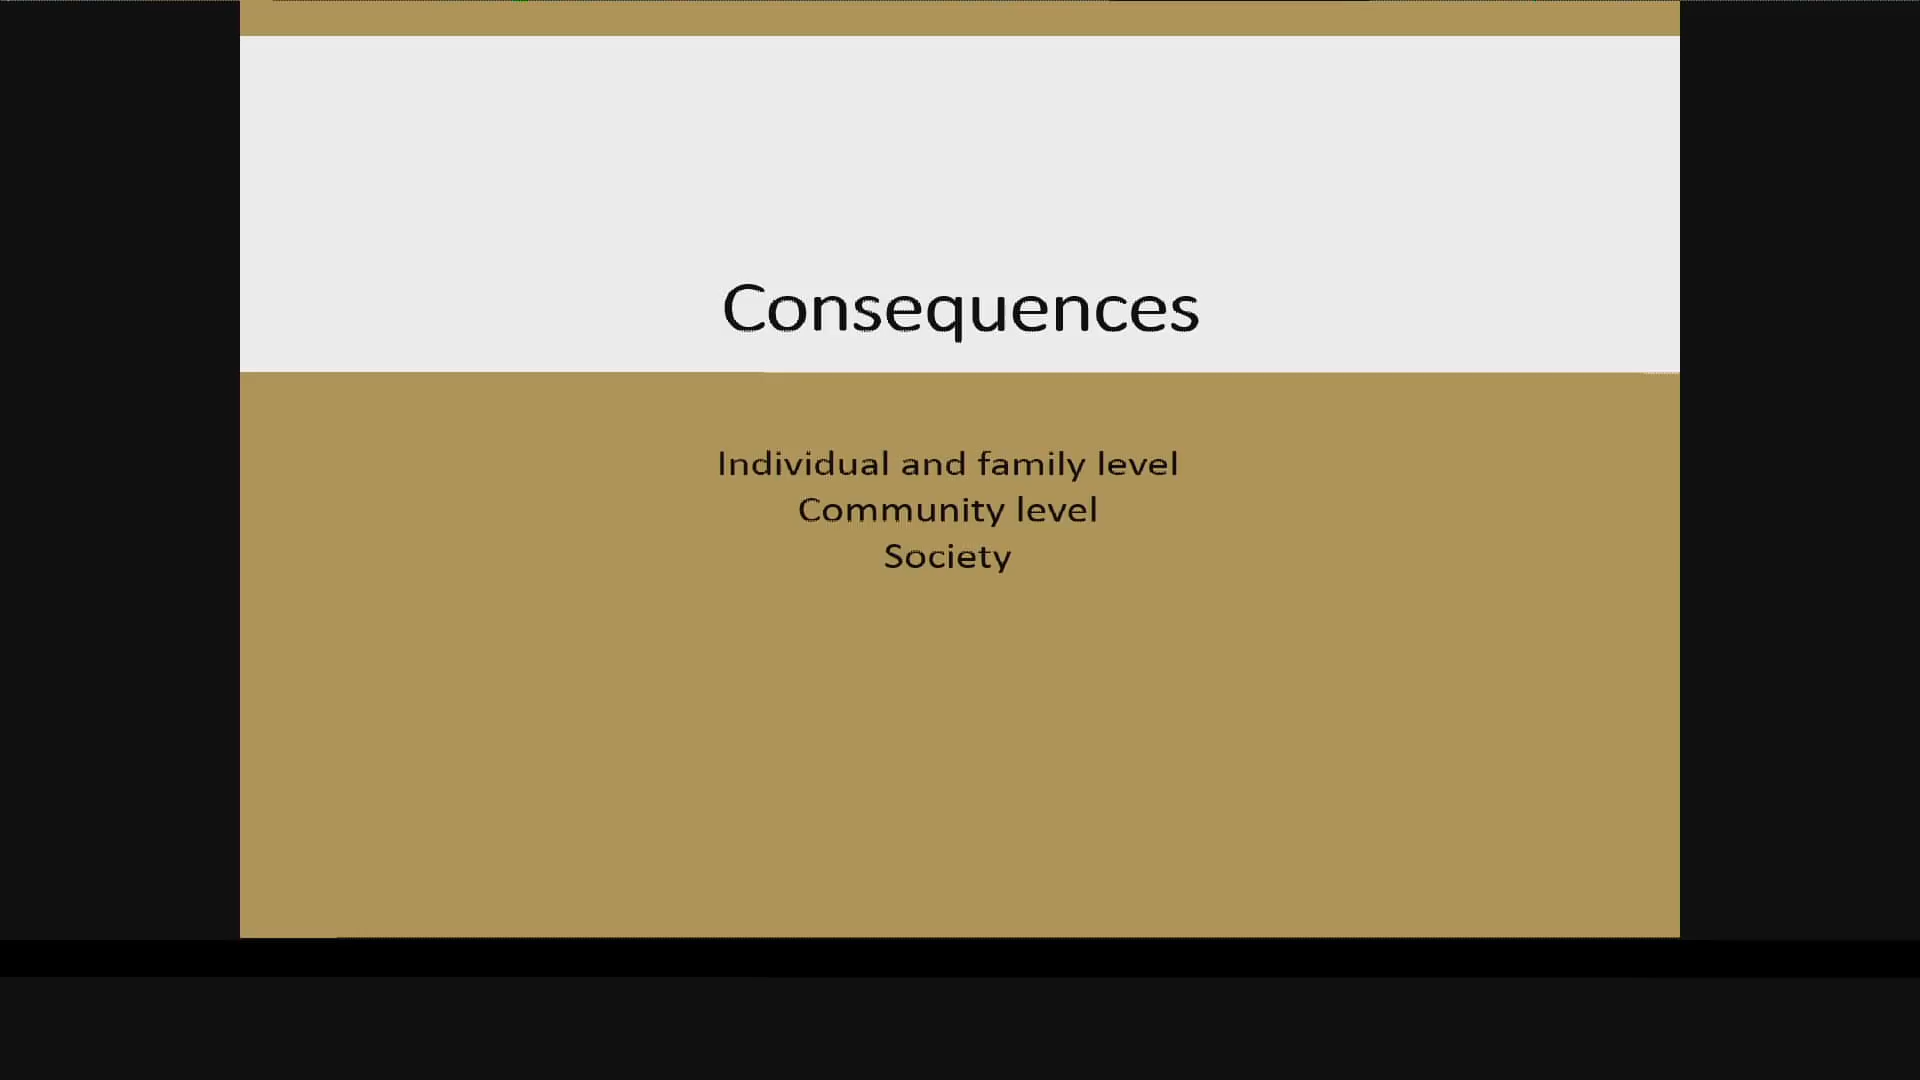 Consequences
Individual and family level
Community level
Society